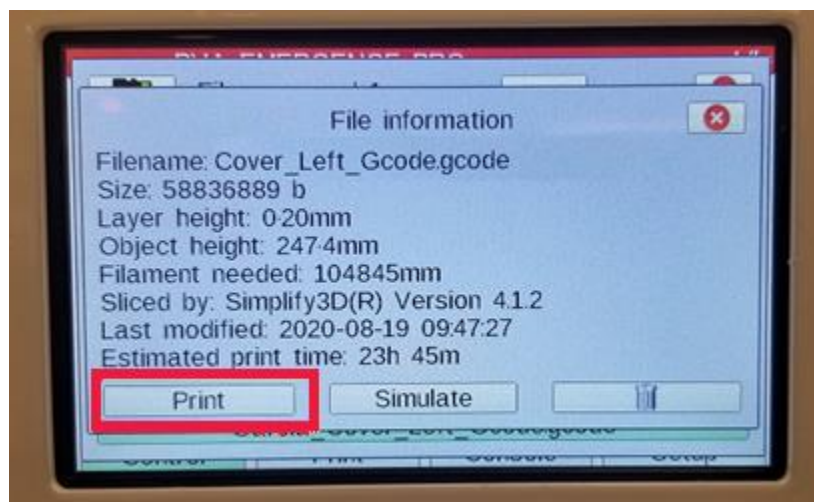 File information
Filename: Cover_Left_Gcode.gcode
Size: 58836889 b
Layer height: 0.20mm
Object height: 247.4mm
Filament needed: 104845mm
Sliced by: Simplify3D(R) Version 4.1.2
Last modified: 2020-08-19 09:47:27
Estimated print time: 23h 45m
Print Simulate